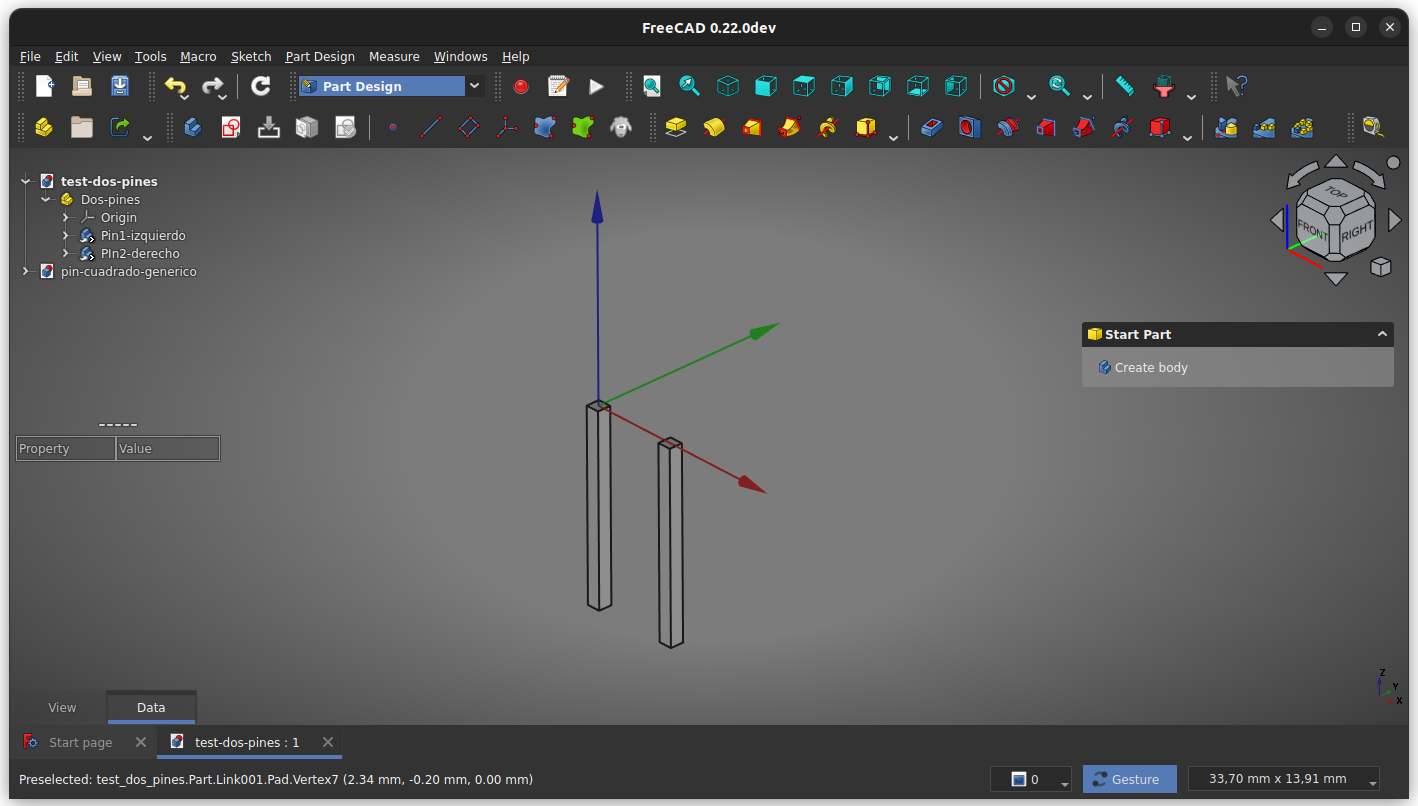 FreeCAD 0.22.0dev
File Edit View Tools Macro Sketch Part Design Measure Windows Help
Part Design
test-dos-pines
Dos-pines
Origin
Pin1-izquierdo
PIn2-derecho
pin-cuadrado-generico
TOP
FRONT
RIGHT
Start Part
Create body
Property Value
Z
Y
X
View Data
Start page test-dos-pines : 1
Preselected: test_dos_pines.Part.Link001.Pad.Vertex7 (2.34 mm, -0.20 mm, 0.00 mm) 0 Gesture 33,70 mm x 13,91 mm